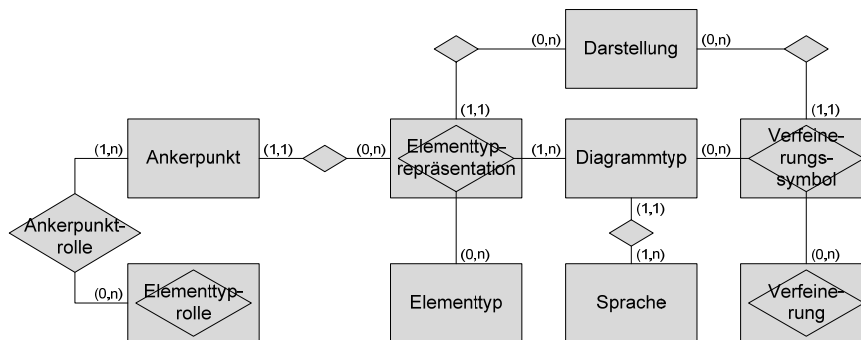 (0,n) Darstellung (0,n)
(1,1) (1,1)
(1,n) Ankerpunkt (1,1) (0,n) Elementtyp-
repräsentation (1,n) Diagrammtyp (0,n) Verfeine-
rungs-
symbol
(1,1)
Ankerpunkt-
rolle
(0,n) (0,n) (1,n) (0,n)
Elementtyp-
rolle
Elementtyp
Sprache
Verfeine-
rung